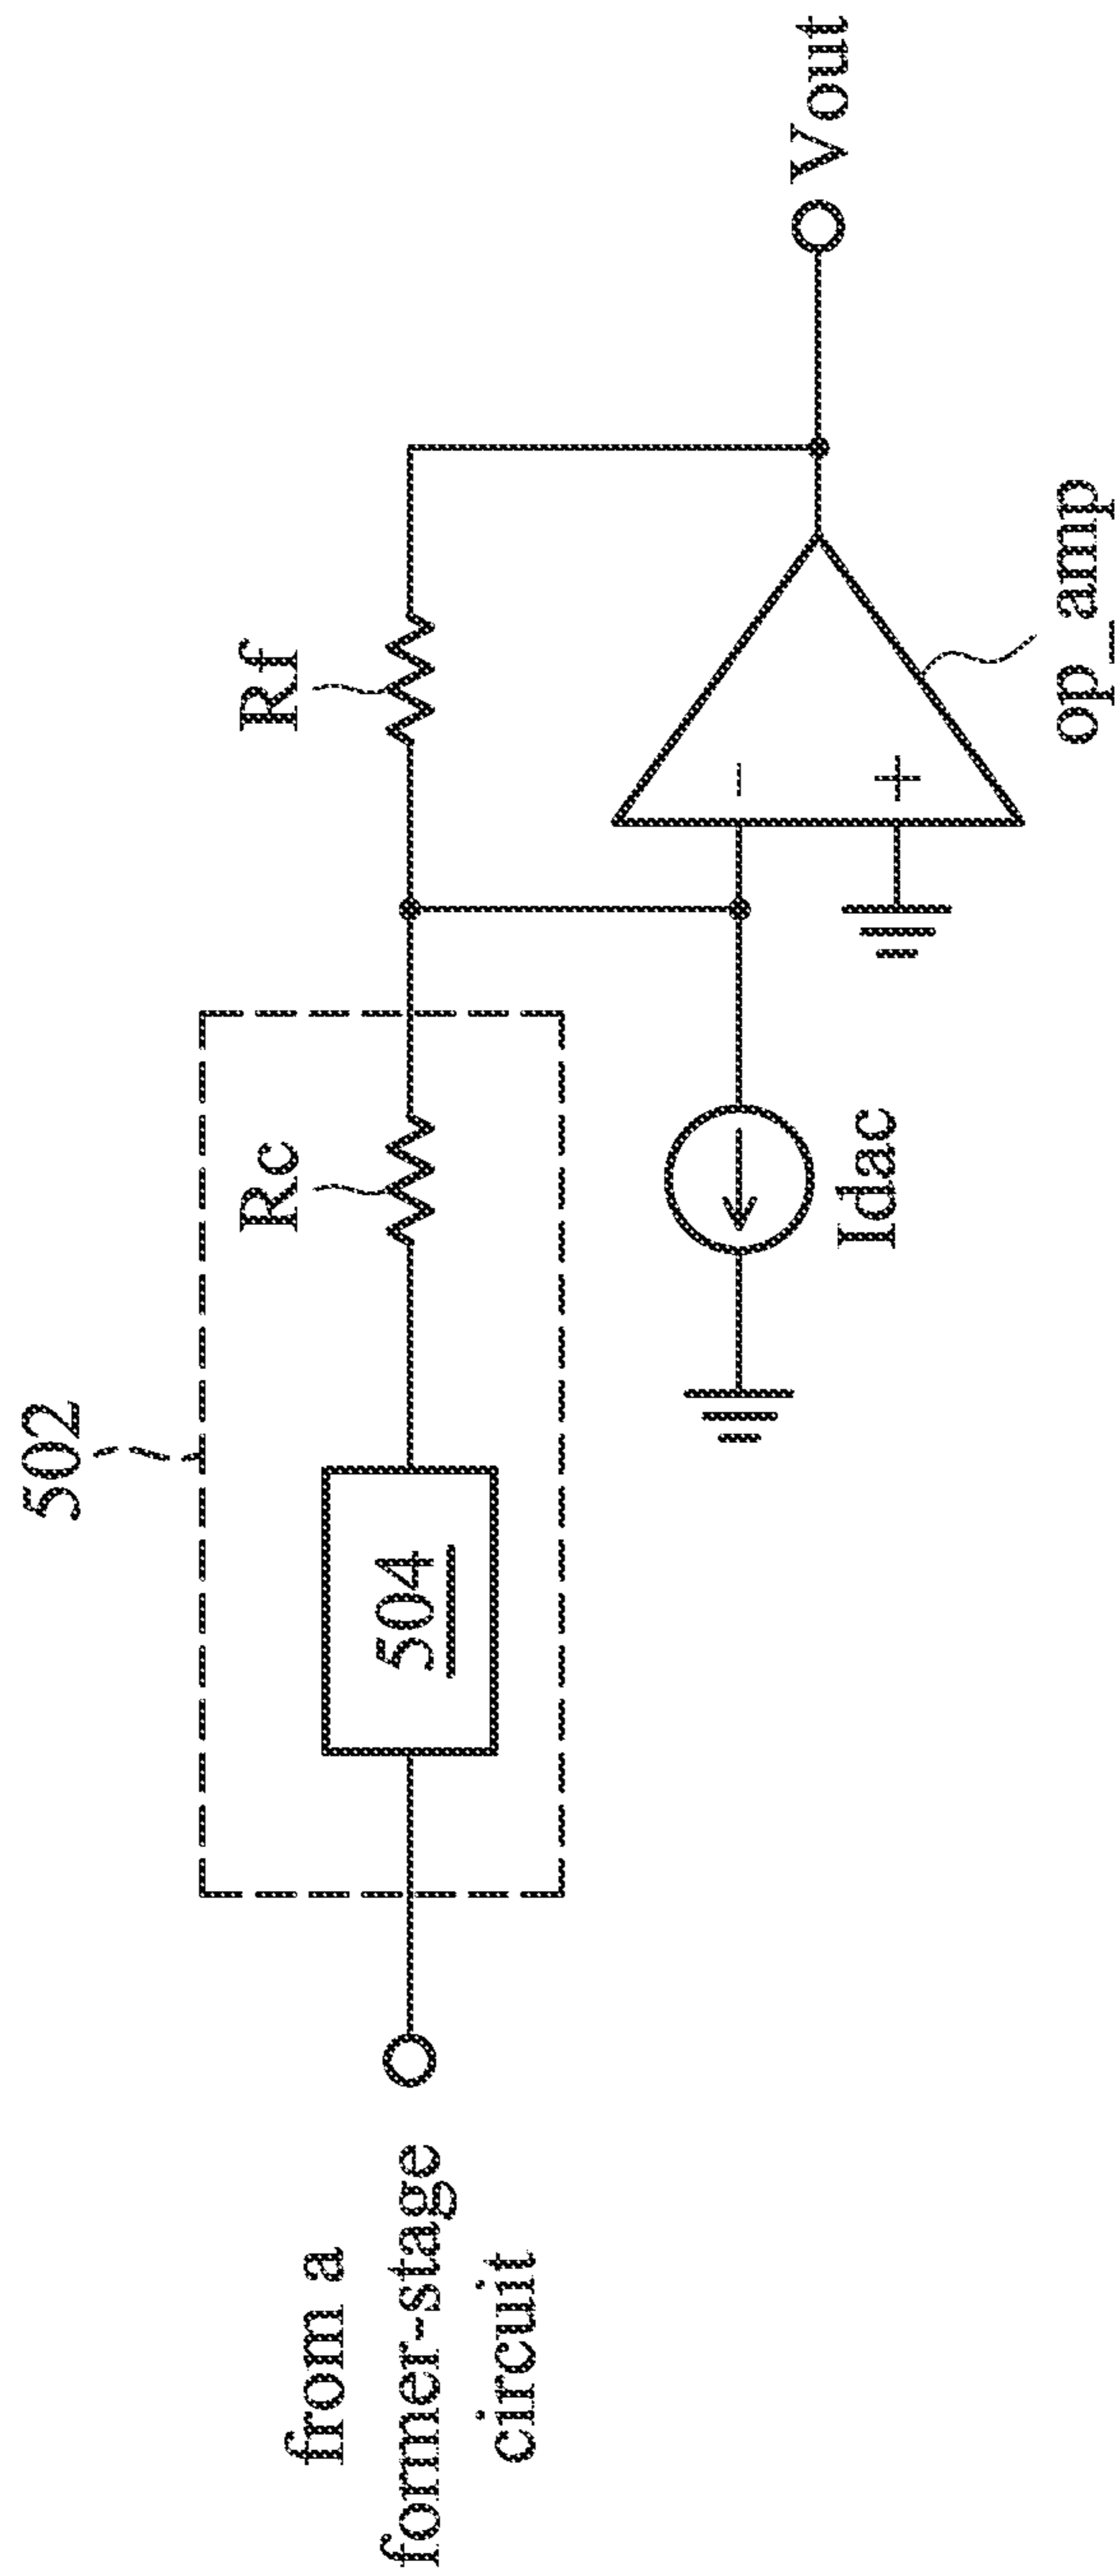 502
Rc
Rf
504
from a
former-stage
circuit
Idac
−
+
op_amp
Vout